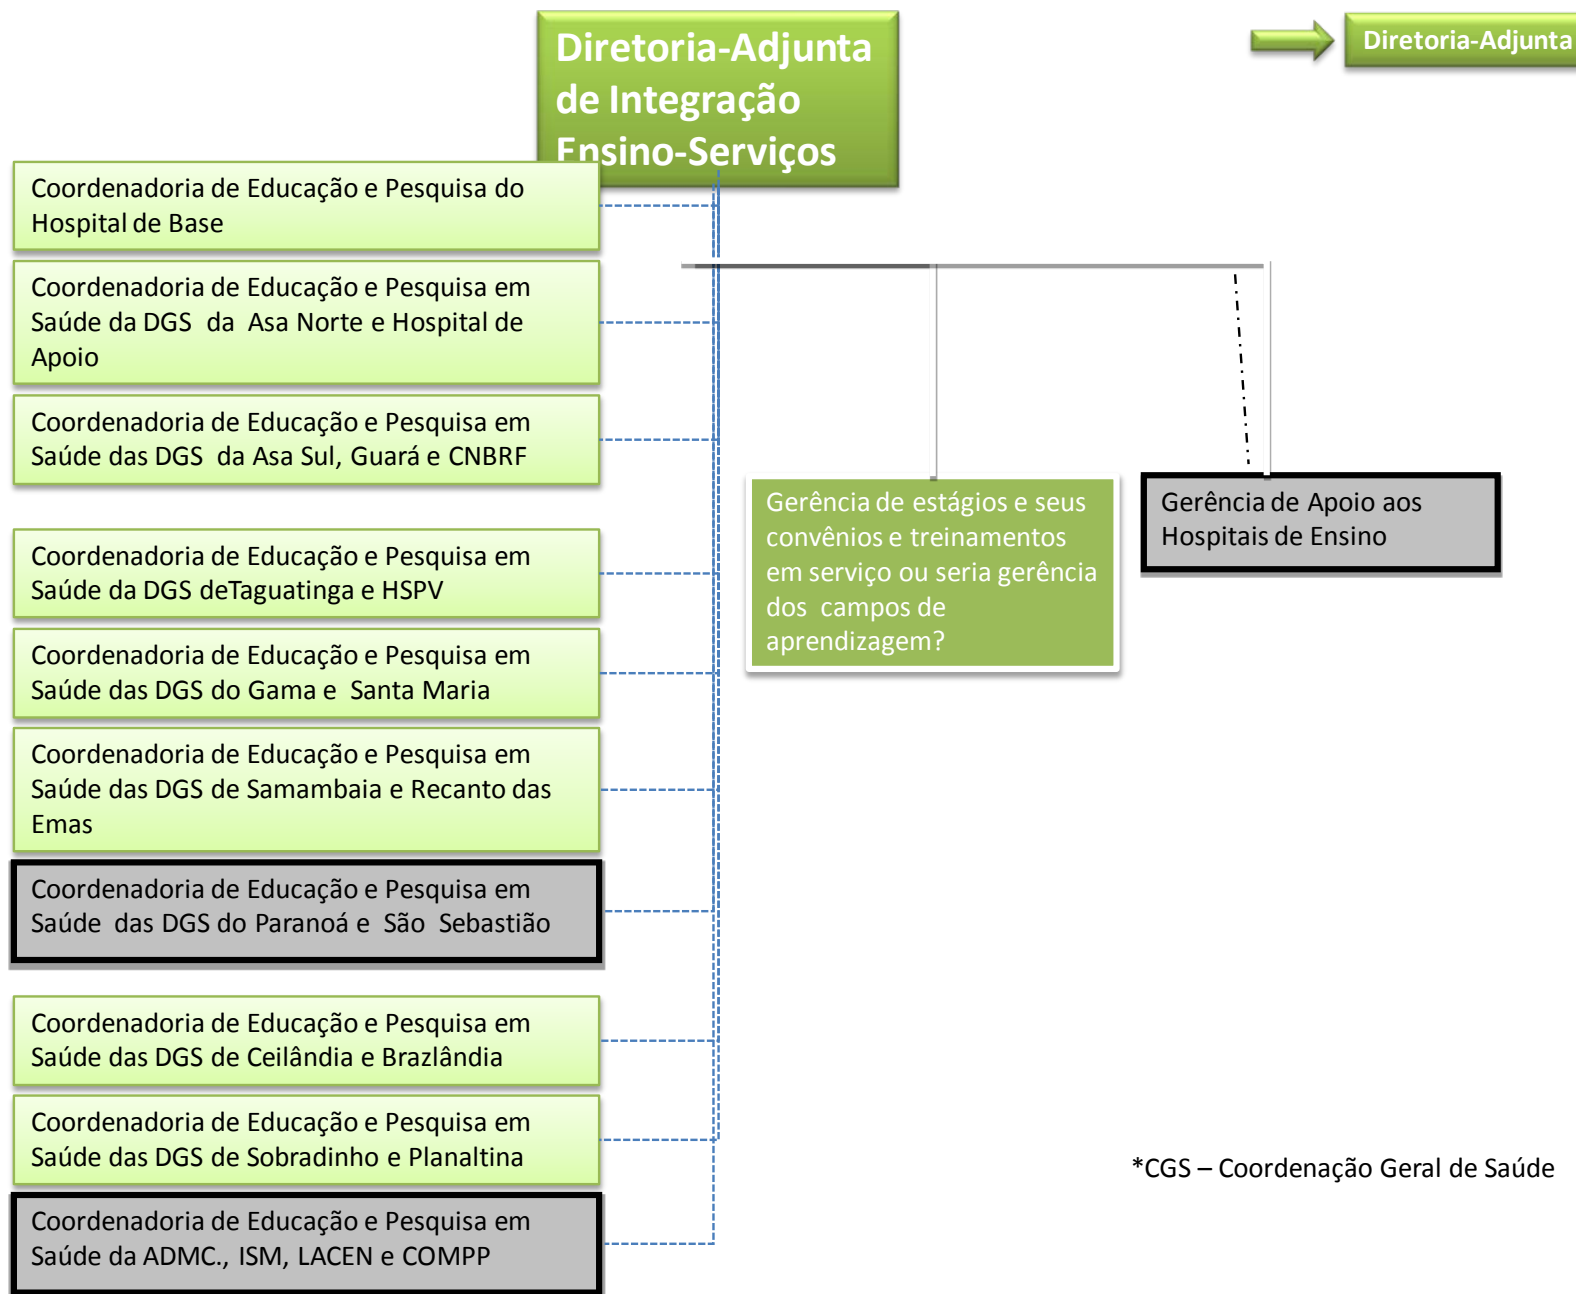 Diretoria-Adjunta
de Integração
Ensino-Serviços
Diretoria-Adjunta
Coordenadoria de Educação e Pesquisa do
Hospital de Base
Coordenadoria de Educação e Pesquisa em
Saúde da DGS da Asa Norte e Hospital de
Apoio
Coordenadoria de Educação e Pesquisa em
Saúde das DGS da Asa Sul, Guará e CNBRF
Coordenadoria de Educação e Pesquisa em
Saúde da DGS deTaguatinga e HSPV
Coordenadoria de Educação e Pesquisa em
Saúde das DGS do Gama e Santa Maria
Coordenadoria de Educação e Pesquisa em
Saúde das DGS de Samambaia e Recanto das
Emas
Coordenadoria de Educação e Pesquisa em
Saúde das DGS do Paranoá e São Sebastião
Coordenadoria de Educação e Pesquisa em
Saúde das DGS de Ceilândia e Brazlândia
Coordenadoria de Educação e Pesquisa em
Saúde das DGS de Sobradinho e Planaltina
Coordenadoria de Educação e Pesquisa em
Saúde da ADMC., ISM, LACEN e COMPP
Gerência de estágios e seus
convênios e treinamentos
em serviço ou seria gerência
dos campos de
aprendizagem?
Gerência de Apoio aos
Hospitais de Ensino
*CGS – Coordenação Geral de Saúde